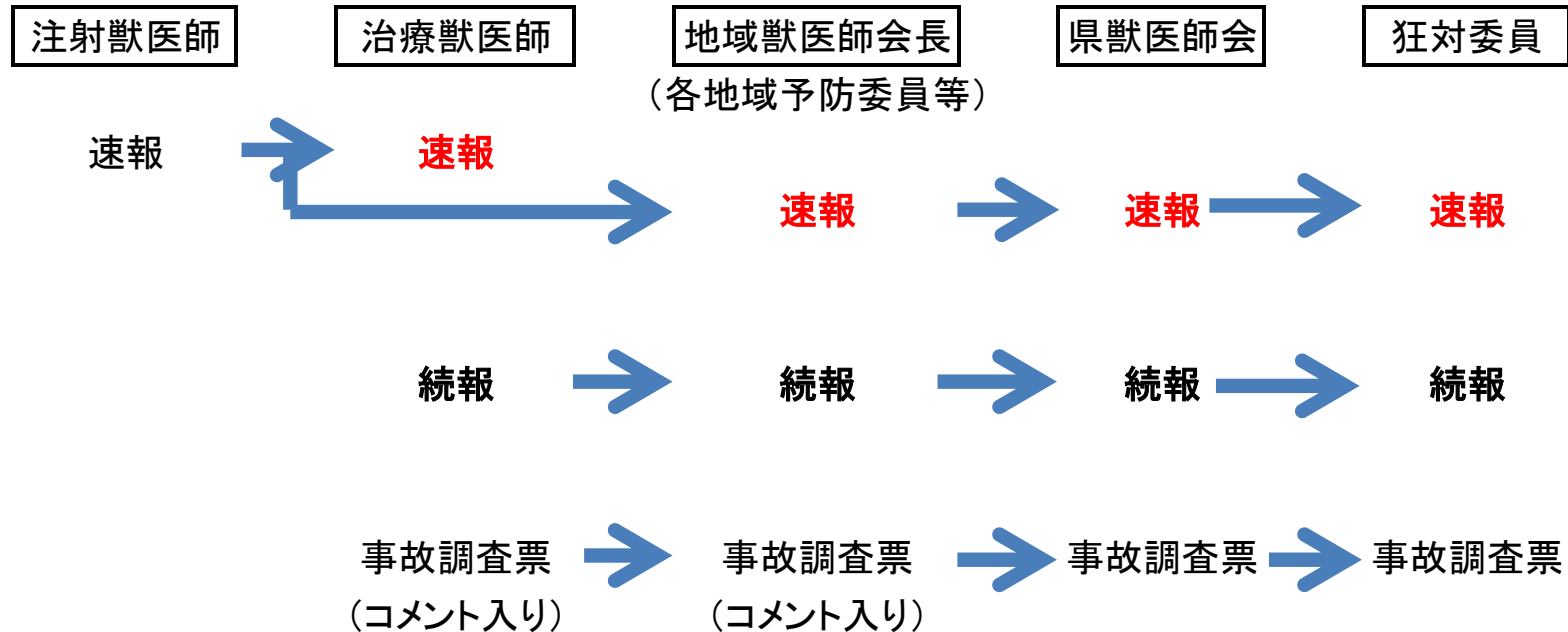 注射獣医師 治療獣医師 地域獣医師会長 県獣医師会 狂対委員
（各地域予防委員等）
速報 速報
速報 速報 速報
続報 続報 続報 続報
事故調査票 事故調査票 事故調査票 事故調査票
（コメント入り） （コメント入り）